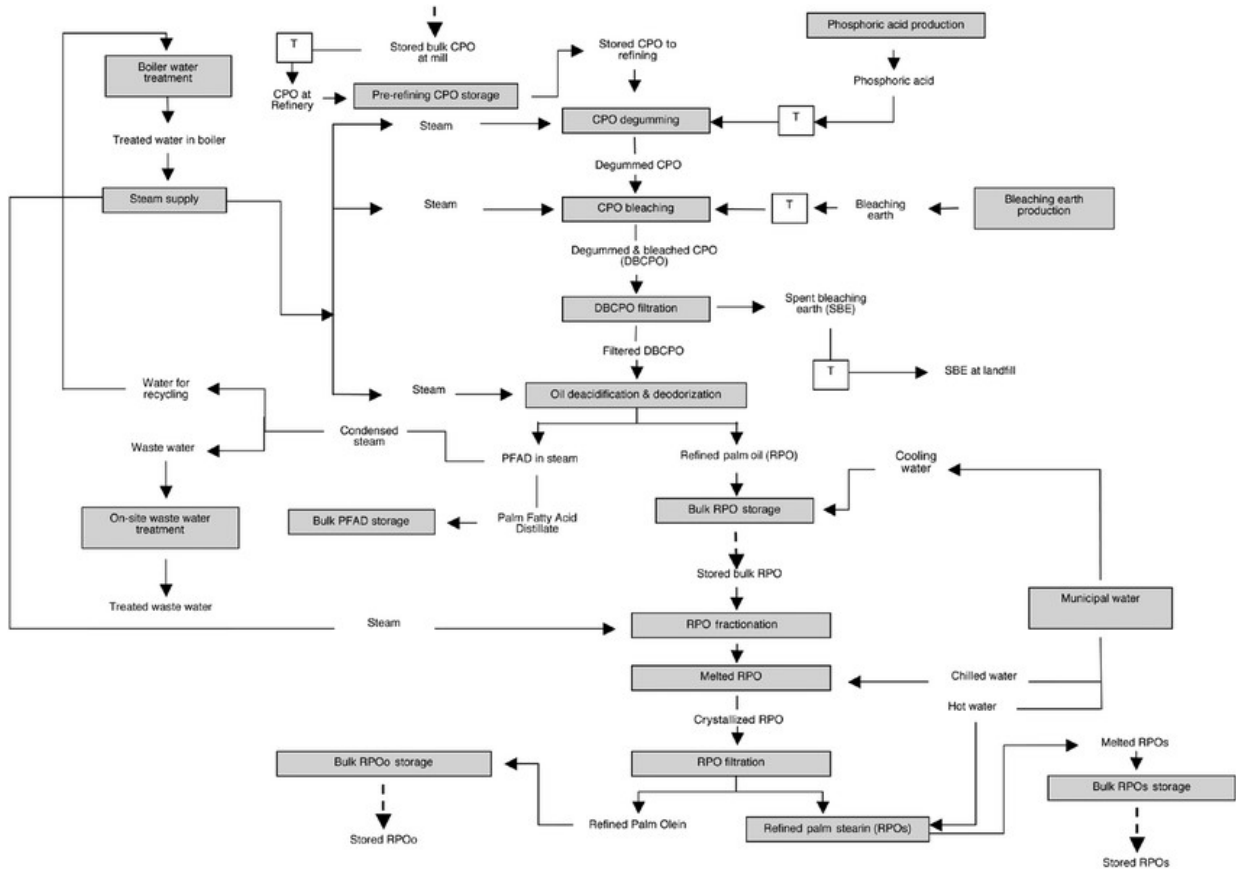 T
Stored bulk CPO
at mill
Stored CPO to
refining
Phosphoric acid production
Boiler water
treatment
CPO at
Refinery
Pre-refining CPO storage
Phosphoric acid
Treated water in boiler
Steam
CPO degumming
T
Degummed CPO
Steam supply
Steam
CPO bleaching
T
Bleaching
earth
Bleaching earth
production
Degummed & bleached CPO
(DBCPO)
DBCPO filtration
Spent bleaching
earth (SBE)
Filtered DBCPO
T
SBE at landfill
Water for
recycling
Steam
Oil deacidification & deodorization
Condensed
steam
Waste water
PFAD in steam
Refined palm oil (RPO)
Cooling
water
On-site waste water
treatment
Bulk PFAD storage
Palm Fatty Acid
Distillate
Bulk RPO storage
Stored bulk RPO
Treated waste water
Municipal water
Steam
RPO fractionation
Melted RPO
Chilled water
Hot water
Crystallized RPO
Melted RPOs
Bulk RPOo storage
RPO filtration
Bulk RPOs storage
Stored RPOo
Refined Palm Olein
Refined palm stearin (RPOs)
Stored RPOs